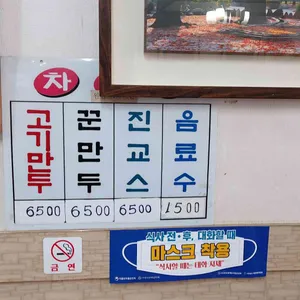 차
고기만두
군만두
진교스
음료수
6500
6500
6500
1500
금연
식사 전·후, 대화할 때
마스크 착용
"식사할 때는 대화 자제"